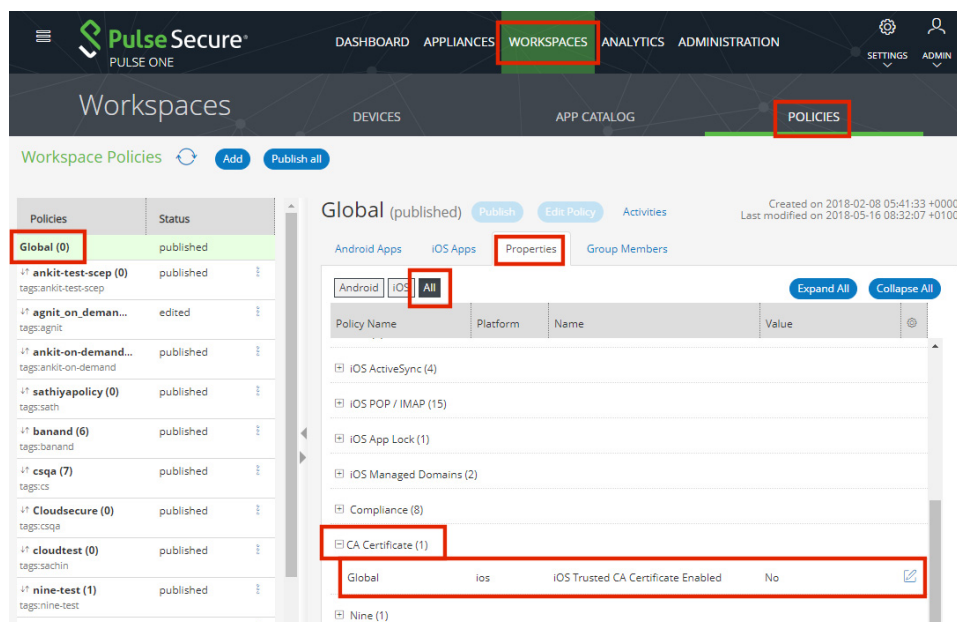 Pulse Secure®
PULSE ONE
DASHBOARD APPLIANCES WORKSPACES ANALYTICS ADMINISTRATION
SETTINGS ADMIN
Workspaces
DEVICES APP CATALOG POLICIES
Workspace Policies Add Publish all
Policies Status
Global (0) published
ankit-test-scep (0) published
tags:ankit-test-scep
agnit_on_deman... edited
tags:agnit
ankit-on-demand... published
tags:ankit-on-demand
sathiyapolicy (0) published
tags:sath
banand (6) published
tags:banand
csqa (7) published
tags:cs
Cloudsecure (0) published
tags:csqa
cloudtest (0) published
tags:sachin
nine-test (1) published
tags:nine-test
Global (published) Publish Edit Policy Activities
Created on 2018-02-08 05:41:33 +0000
Last modified on 2018-05-16 08:32:07 +0100
Android Apps iOS Apps Properties Group Members
Android iOS All Expand All Collapse All
Policy Name Platform Name Value
iOS ActiveSync (4)
iOS POP / IMAP (15)
iOS App Lock (1)
iOS Managed Domains (2)
Compliance (8)
CA Certificate (1)
Global ios iOS Trusted CA Certificate Enabled No
Nine (1)